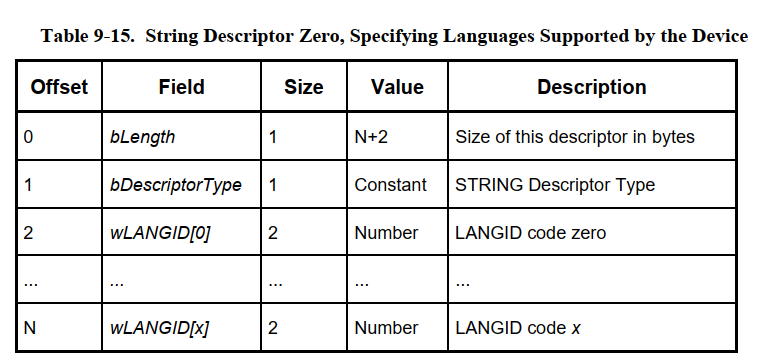 Table 9-15. String Descriptor Zero, Specifying Languages Supported by the Device
Offset Field Size Value Description
0 bLength 1 N+2 Size of this descriptor in bytes
1 bDescriptorType 1 Constant STRING Descriptor Type
2 wLANGID[0] 2 Number LANGID code zero
... ... ... ... ...
N wLANGID[x] 2 Number LANGID code x